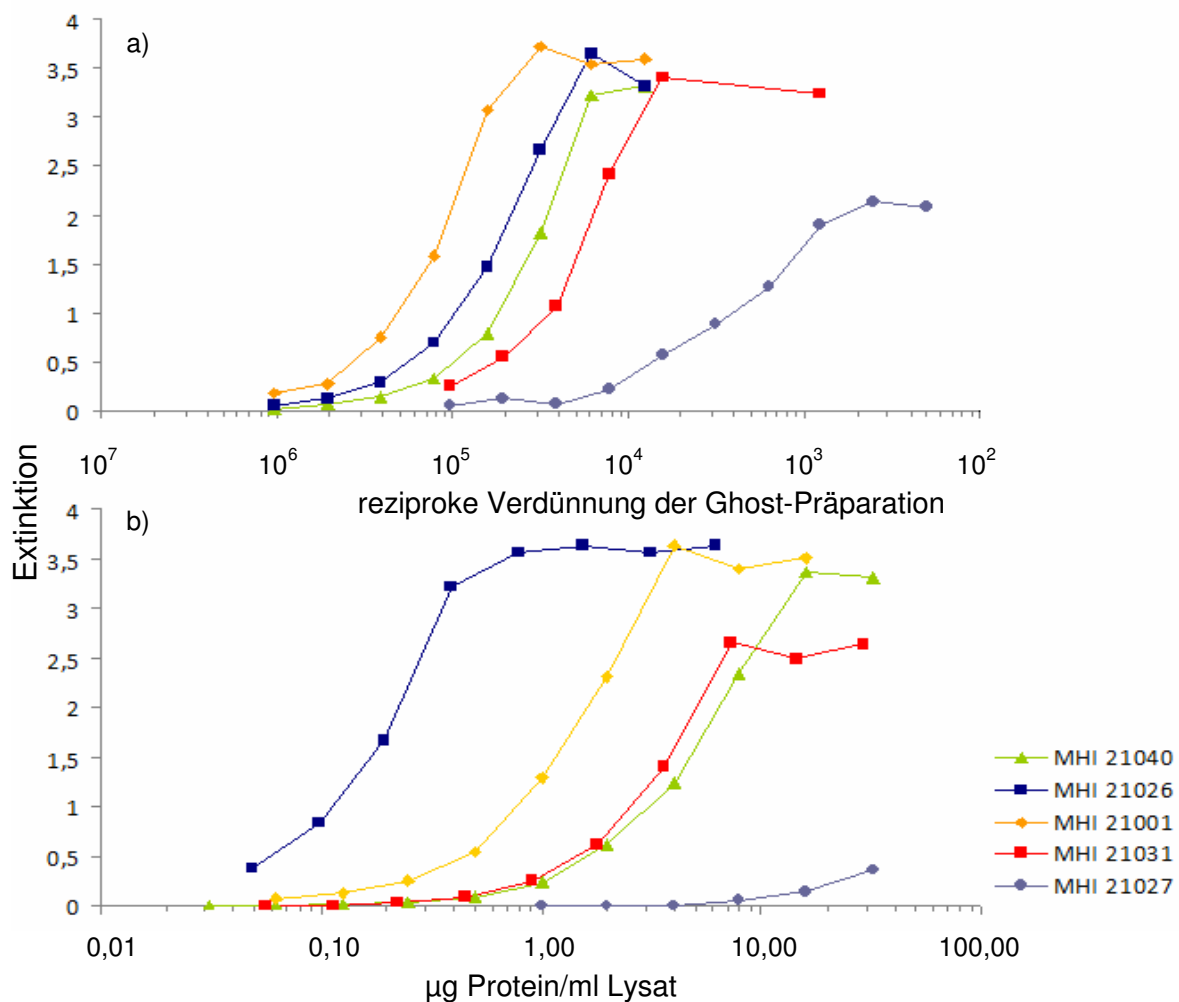 a)
4
3,5
3
2,5
2
1,5
1
0,5
0
10⁷ 10⁶ 10⁵ 10⁴ 10³ 10²
reziproke Verdünnung der Ghost-Präparation
Extinktion
b)
4
3,5
3
2,5
2
1,5
1
0,5
0
0,01 0,10 1,00 10,00 100,00
µg Protein/ml Lysat
MHI 21040
MHI 21026
MHI 21001
MHI 21031
MHI 21027